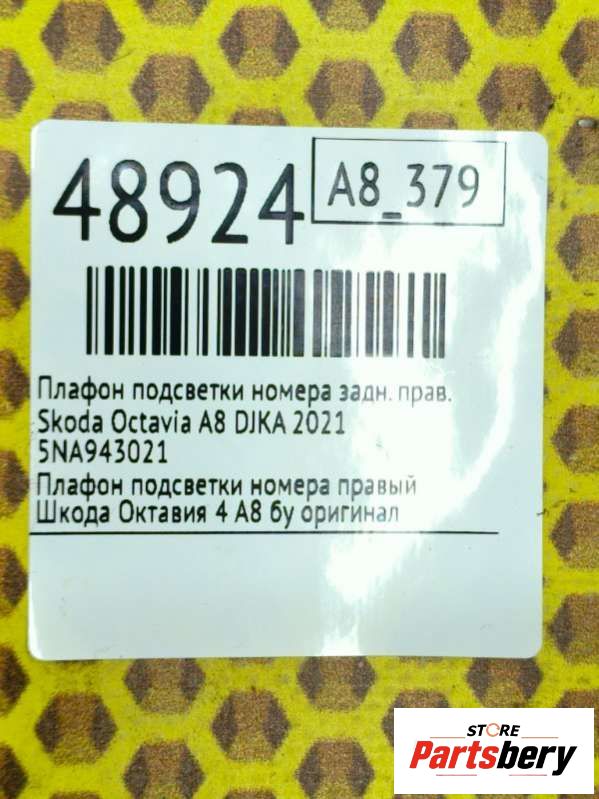 48924
A8_379
Плафон подсветки номера задн. прав.
Skoda Octavia A8 DJKA 2021
5NA943021
Плафон подсветки номера правый
Шкода Октавия 4 А8 бу оригинал
STORE
Partsbery